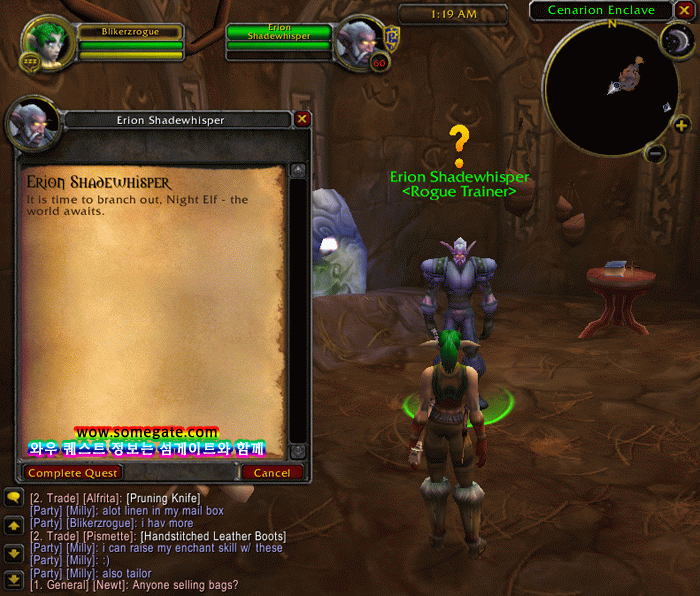 Blikerzrogue
Erion
Shadewhisper
60
1:19 AM
Cenarion Enclave
N
Erion Shadewhisper
Erion Shadewhisper
It is time to branch out, Night Elf - the
world awaits.
?
Erion Shadewhisper
<Rogue Trainer>
wow.somegate.com
와우 퀘스트 정보는 섬게이트와 함께
Complete Quest
Cancel
[2. Trade] [Alfrita]: [Pruning Knife]
[Party] [Milly]: alot linen in my mail box
[Party] [Blikerzrogue]: i hav more
[2. Trade] [Pismette]: [Handstitched Leather Boots]
[Party] [Milly]: i can raise my enchant skill w/ these
[Party] [Milly]: :)
[Party] [Milly]: also tailor
[1. General] [Newt]: Anyone selling bags?